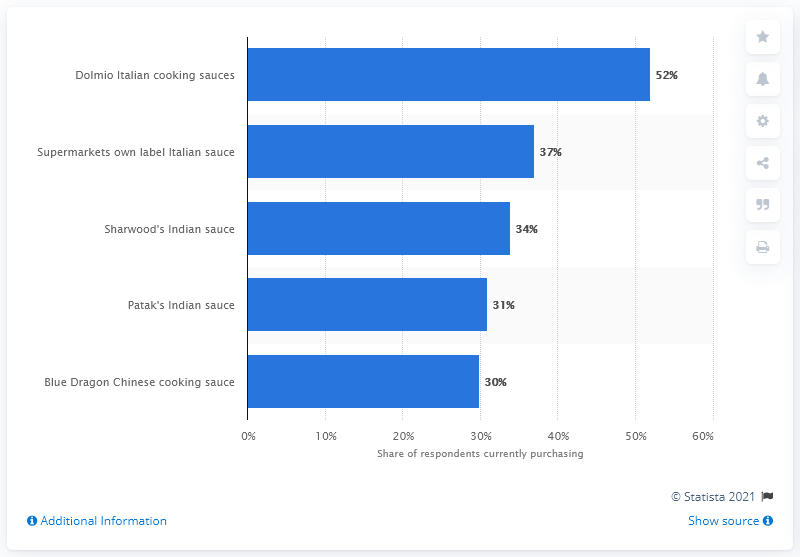 Dolmio Italian cooking sauces
52%
Supermarkets own label Italian sauce
37%
Sharwood's Indian sauce
34%
Patak's Indian sauce
31%
Blue Dragon Chinese cooking sauce
30%
0% 10% 20% 30% 40% 50% 60%
Share of respondents currently purchasing
© Statista 2021
Additional Information
Show source